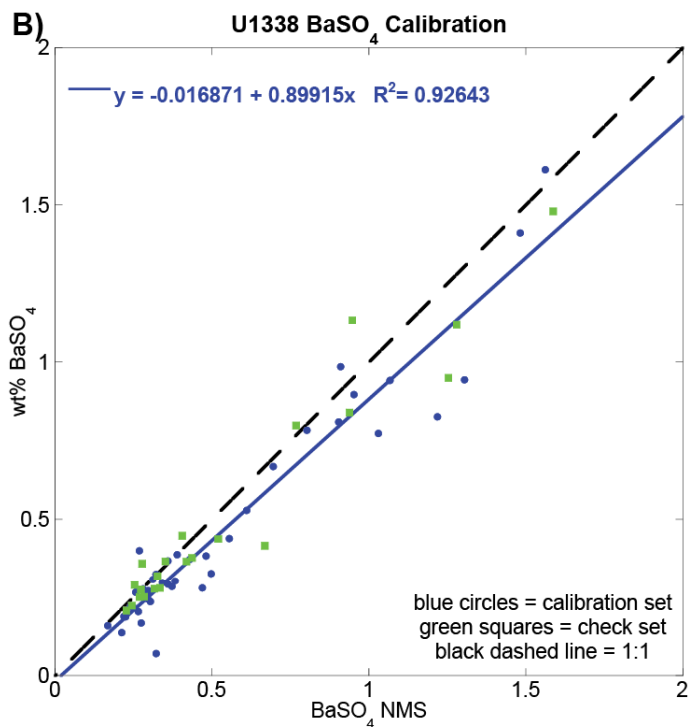 B)
U1338 BaSO4 Calibration
2
y = -0.016871 + 0.89915x R2= 0.92643
1.5
wt% BaSO4
1
0.5
blue circles = calibration set
green squares = check set
black dashed line = 1:1
0
0 0.5 1 1.5 2
BaSO4 NMS